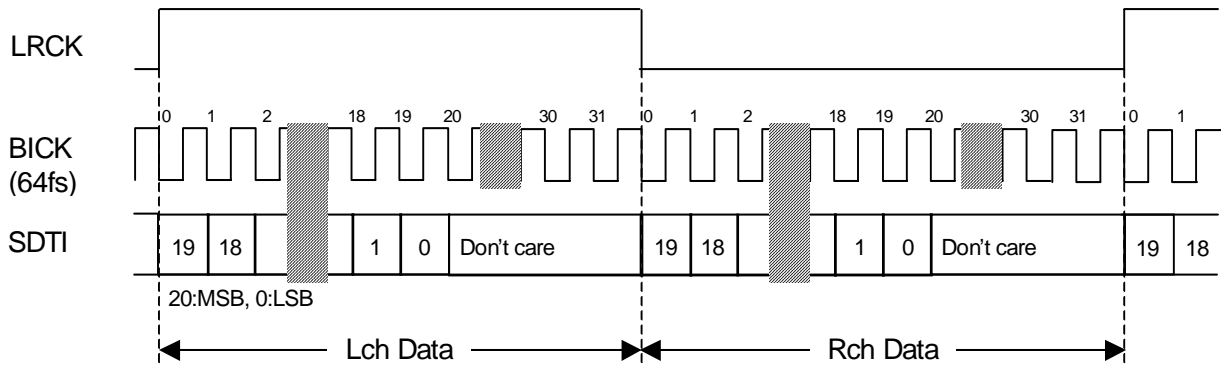 LRCK
0 1 2 18 19 20 30 31 0 1 2 18 19 20 30 31 0 1
BICK
(64fs)
SDTI 19 18 1 0 Don't care 19 18 1 0 Don't care 19 18
20:MSB, 0:LSB
Lch Data Rch Data